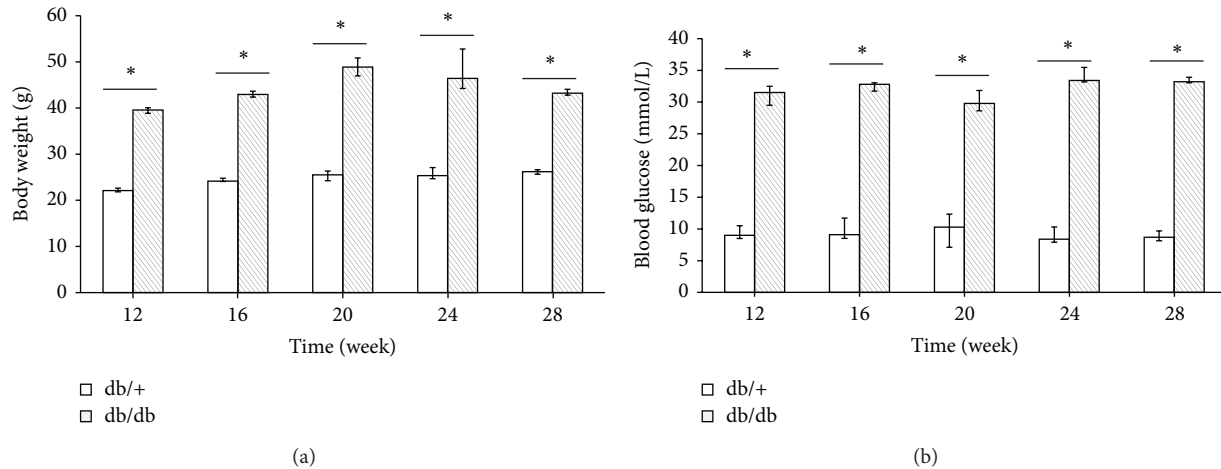 60
50
40
30
20
10
0
Body weight (g)
* * * * *
12 16 20 24 28
Time (week)
db/+
db/db
(a)
40
35
30
25
20
15
10
5
0
Blood glucose (mmol/L)
* * * * *
12 16 20 24 28
Time (week)
db/+
db/db
(b)